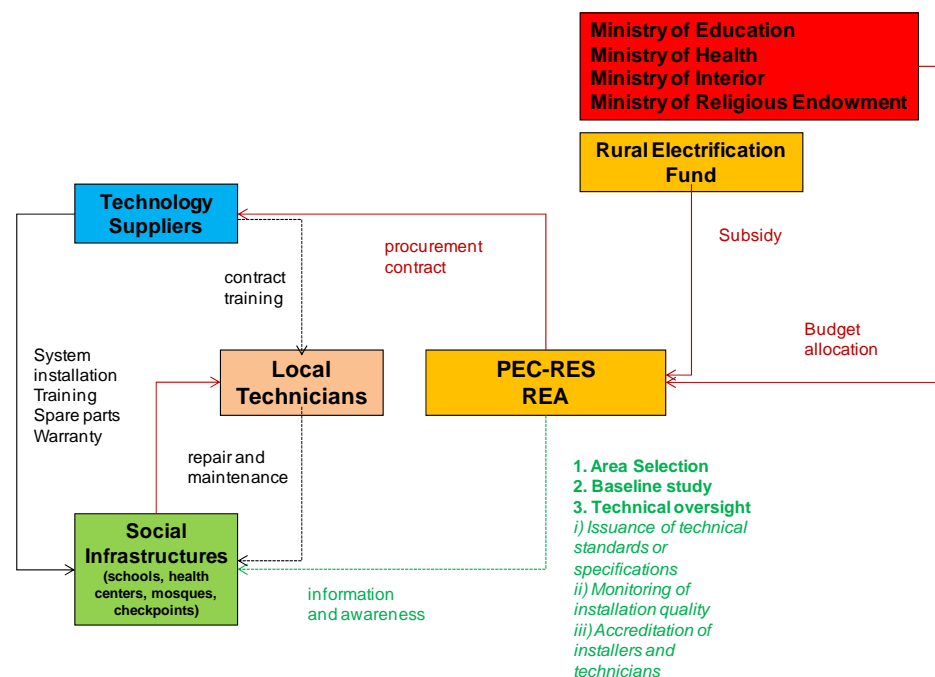 Ministry of Education
Ministry of Health
Ministry of Interior
Ministry of Religious Endowment
Rural Electrification
Fund
Technology
Suppliers
Subsidy
procurement
contract
contract
training
Budget
allocation
System
installation
Training
Spare parts
Warranty
Local
Technicians
PEC-RES
REA
repair and
maintenance
1. Area Selection
2. Baseline study
3. Technical oversight
i) Issuance of technical
standards or
specifications
ii) Monitoring of
installation quality
iii) Accreditation of
installers and
technicians
Social
Infrastructures
(schools, health
centers, mosques,
checkpoints)
information
and awareness